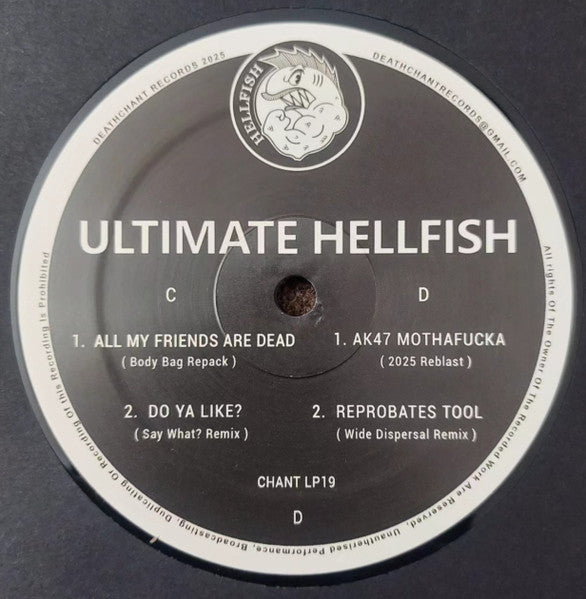 DEATHCHANT RECORDS 2025
HELLFISH
DEATHCHANTRECORDS@GMAIL.COM
ULTIMATE HELLFISH
C
1. ALL MY FRIENDS ARE DEAD
( Body Bag Repack )
2. DO YA LIKE?
( Say What? Remix )
D
1. AK47 MOTHAFUCKA
( 2025 Reblast )
2. REPROBATES TOOL
( Wide Dispersal Remix )
CHANT LP19
D
All rights Of The Owner Of The Recorded Work Are Reserved, Unauthorised Performance, Broadcasting, Duplicating Or Recording Of this Recording Is Prohibited